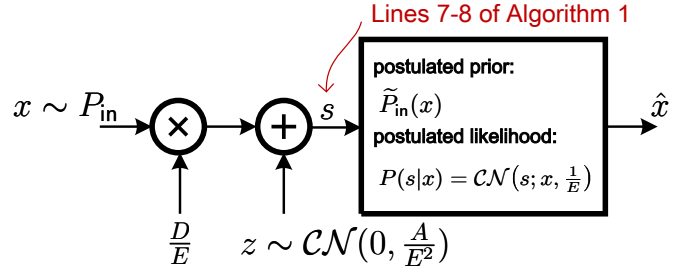 Lines 7-8 of Algorithm 1
x ∼ P_in
×
+
s
D/E
z ∼ 𝒞𝒩(0, A/E²)
postulated prior:
P̃_in(x)
postulated likelihood:
P(s|x) = 𝒞𝒩(s; x, 1/E)
x̂